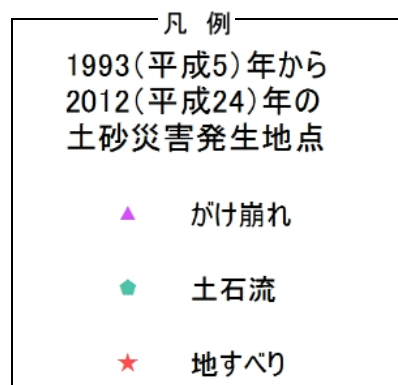 凡 例
1993(平成5)年から
2012(平成24)年の
土砂災害発生地点
がけ崩れ
土石流
地すべり